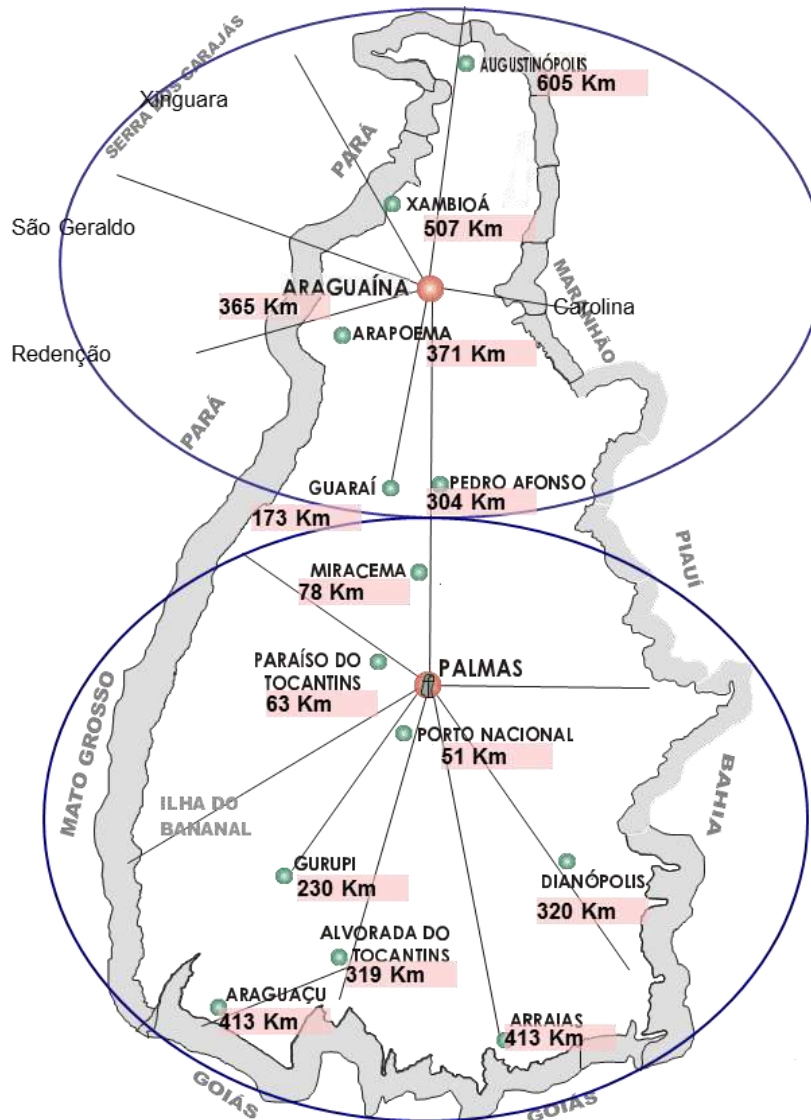 AUGUSTINÓPOLIS
605 Km
SERRA DOS CARAJÁS
Xinguara
PARÁ
XAMBIOÁ
507 Km
São Geraldo
ARAGUAÍNA
365 Km
MARANHÃO
Carolina
Redenção
ARAPOEMA
371 Km
PARÁ
GUARAÍ
173 Km
PEDRO AFONSO
304 Km
PIAUÍ
MIRACEMA
78 Km
PARAÍSO DO
TOCANTINS
63 Km
PALMAS
MATO GROSSO
PORTO NACIONAL
51 Km
BAHIA
ILHA DO
BANANAL
GURUPI
230 Km
DIANÓPOLIS
320 Km
ALVORADA DO
TOCANTINS
319 Km
ARAGUAÇU
413 Km
ARRAIAS
413 Km
GOIÁS
GOIÁS